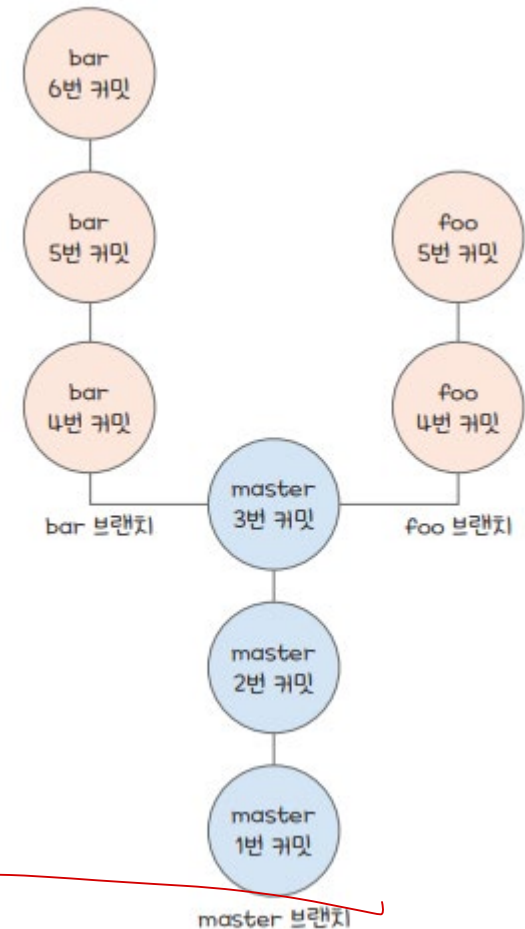 bar
6번 커밋
bar
5번 커밋
foo
5번 커밋
bar
4번 커밋
foo
4번 커밋
master
3번 커밋
bar 브랜치
foo 브랜치
master
2번 커밋
master
1번 커밋
master 브랜치